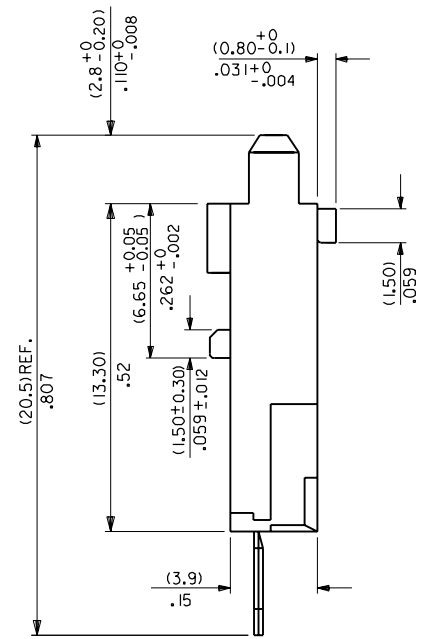 (2.8 +0 -0.20)
.110 +0 -.008
(0.80 +0 -0.1)
.031 +0 -.004
(6.65 +0.05 -0.05)
.262 +0 -.002
(1.50)
.059
(20.5)REF.
.807
(13.30)
.52
(1.50±0.30)
.059±.012
(3.9)
.15